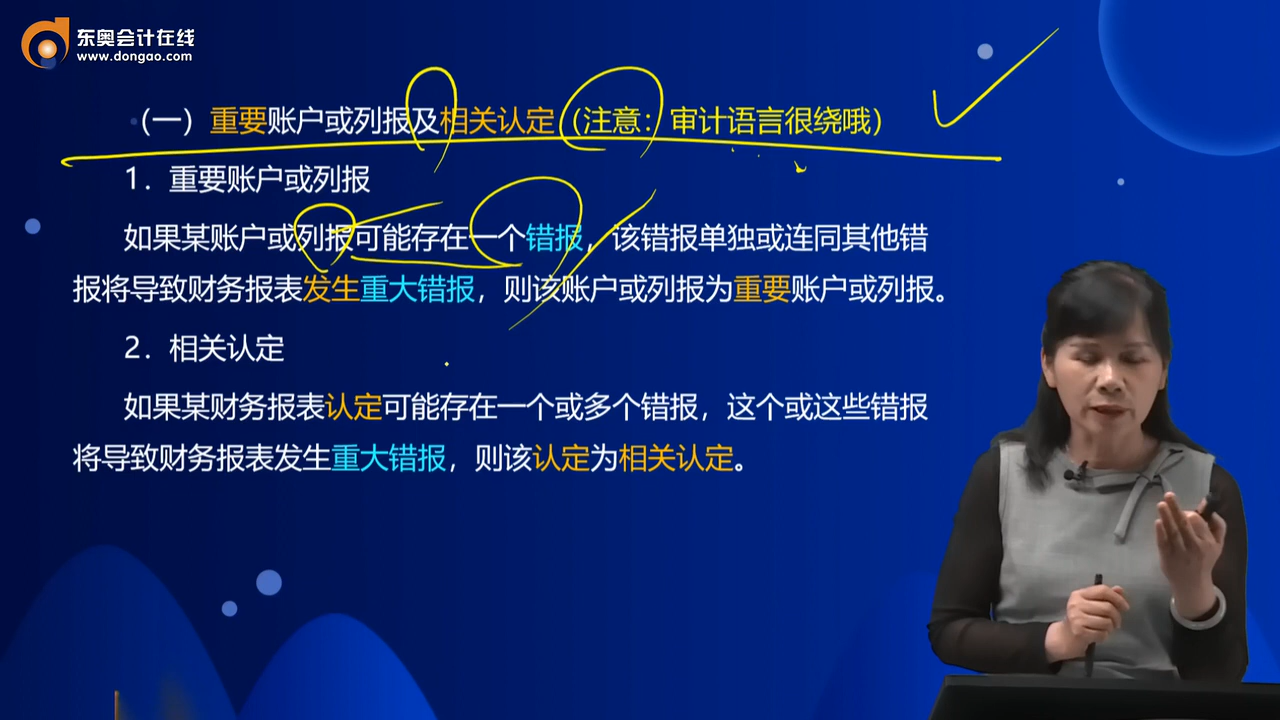 东奥会计在线
www.dongao.com
（一）重要账户或列报及相关认定（注意：审计语言很绕哦）
1．重要账户或列报
如果某账户或列报可能存在一个错报，该错报单独或连同其他错
报将导致财务报表发生重大错报，则该账户或列报为重要账户或列报。
2．相关认定
如果某财务报表认定可能存在一个或多个错报，这个或这些错报
将导致财务报表发生重大错报，则该认定为相关认定。